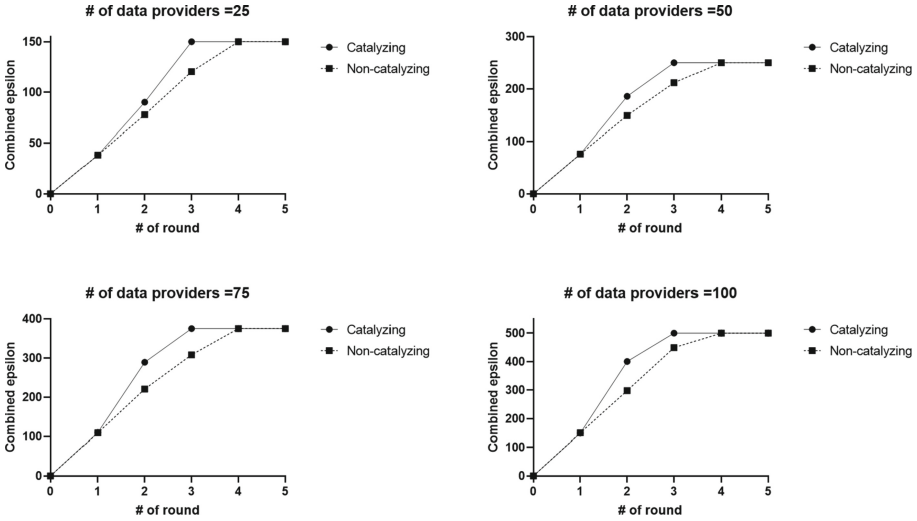 # of data providers =25
Combined epsilon
150
100
50
0
0 1 2 3 4 5
# of round
Catalyzing
Non-catalyzing
# of data providers =50
Combined epsilon
300
200
100
0
0 1 2 3 4 5
# of round
Catalyzing
Non-catalyzing
# of data providers =75
Combined epsilon
400
300
200
100
0
0 1 2 3 4 5
# of round
Catalyzing
Non-catalyzing
# of data providers =100
Combined epsilon
500
400
300
200
100
0
0 1 2 3 4 5
# of round
Catalyzing
Non-catalyzing